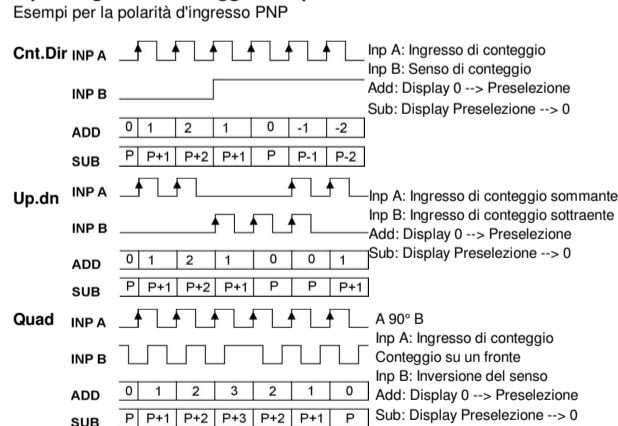 Esempi per la polarità d'ingresso PNP
Cnt.Dir INP A
Inp A: Ingresso di conteggio
Inp B: Senso di conteggio
INP B
Add: Display 0 --> Preselezione
Sub: Display Preselezione --> 0
ADD 0 1 2 1 0 -1 -2
SUB P P+1 P+2 P+1 P P-1 P-2
Up.dn INP A
Inp A: Ingresso di conteggio sommante
Inp B: Ingresso di conteggio sottraente
INP B
Add: Display 0 --> Preselezione
Sub: Display Preselezione --> 0
ADD 0 1 2 1 0 0 1
SUB P P+1 P+2 P+1 P P P+1
Quad INP A
A 90° B
Inp A: Ingresso di conteggio
INP B
Conteggio su un fronte
Inp B: Inversione del senso
ADD 0 1 2 3 2 1 0
Add: Display 0 --> Preselezione
SUB P P+1 P+2 P+3 P+2 P+1 P
Sub: Display Preselezione --> 0